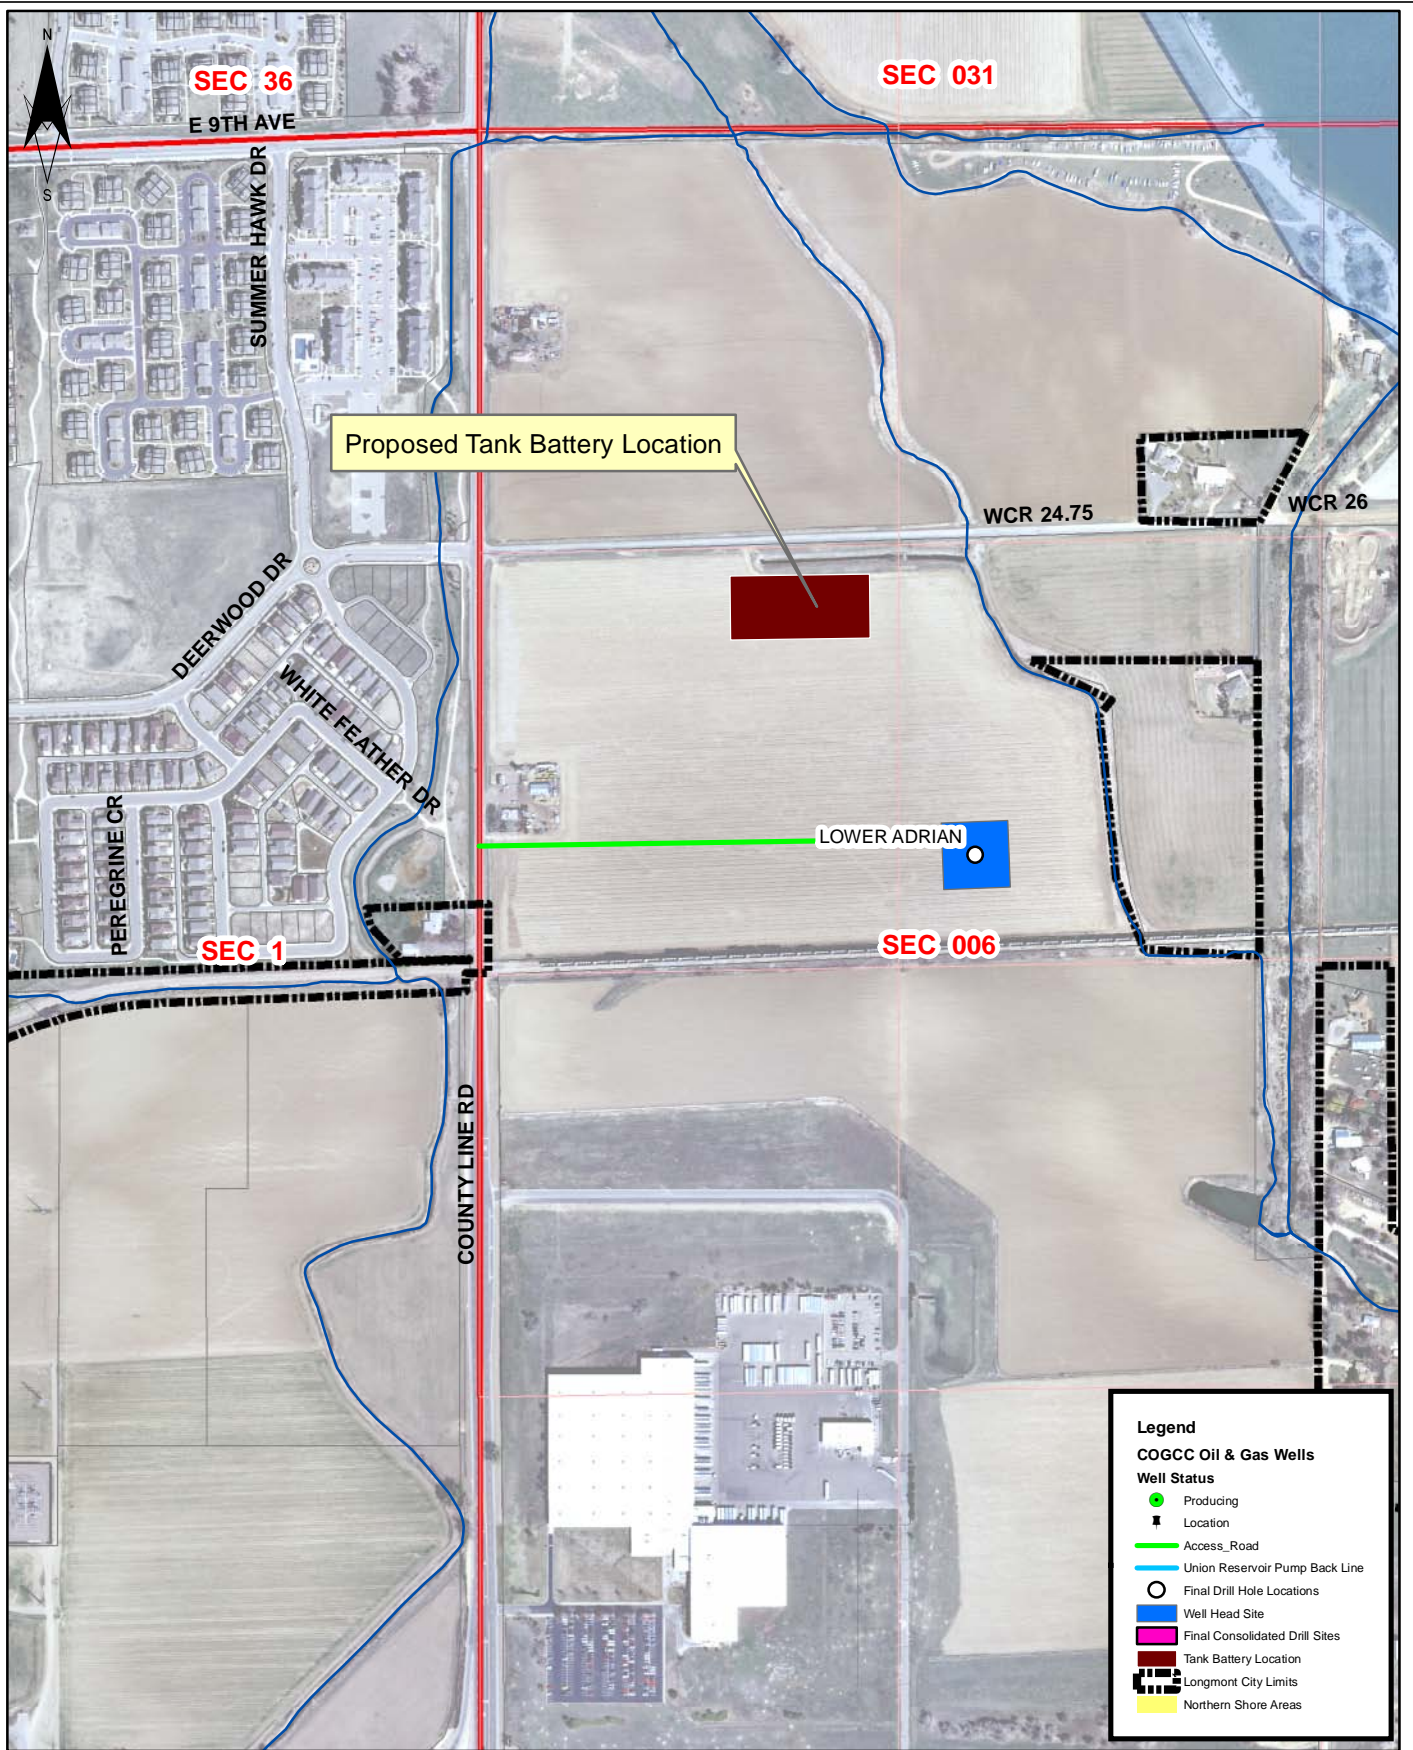 N
S
SEC 36
SEC 031
E 9TH AVE
SUMMER HAWK DR
Proposed Tank Battery Location
WCR 24.75
WCR 26
DEERWOOD DR
WHITE FEATHER DR
PEREGRINE CR
LOWER ADRIAN
SEC 1
SEC 006
COUNTY LINE RD
Legend
COGCC Oil & Gas Wells
Well Status
Producing
Location
Access_Road
Union Reservoir Pump Back Line
Final Drill Hole Locations
Well Head Site
Final Consolidated Drill Sites
Tank Battery Location
Longmont City Limits
Northern Shore Areas